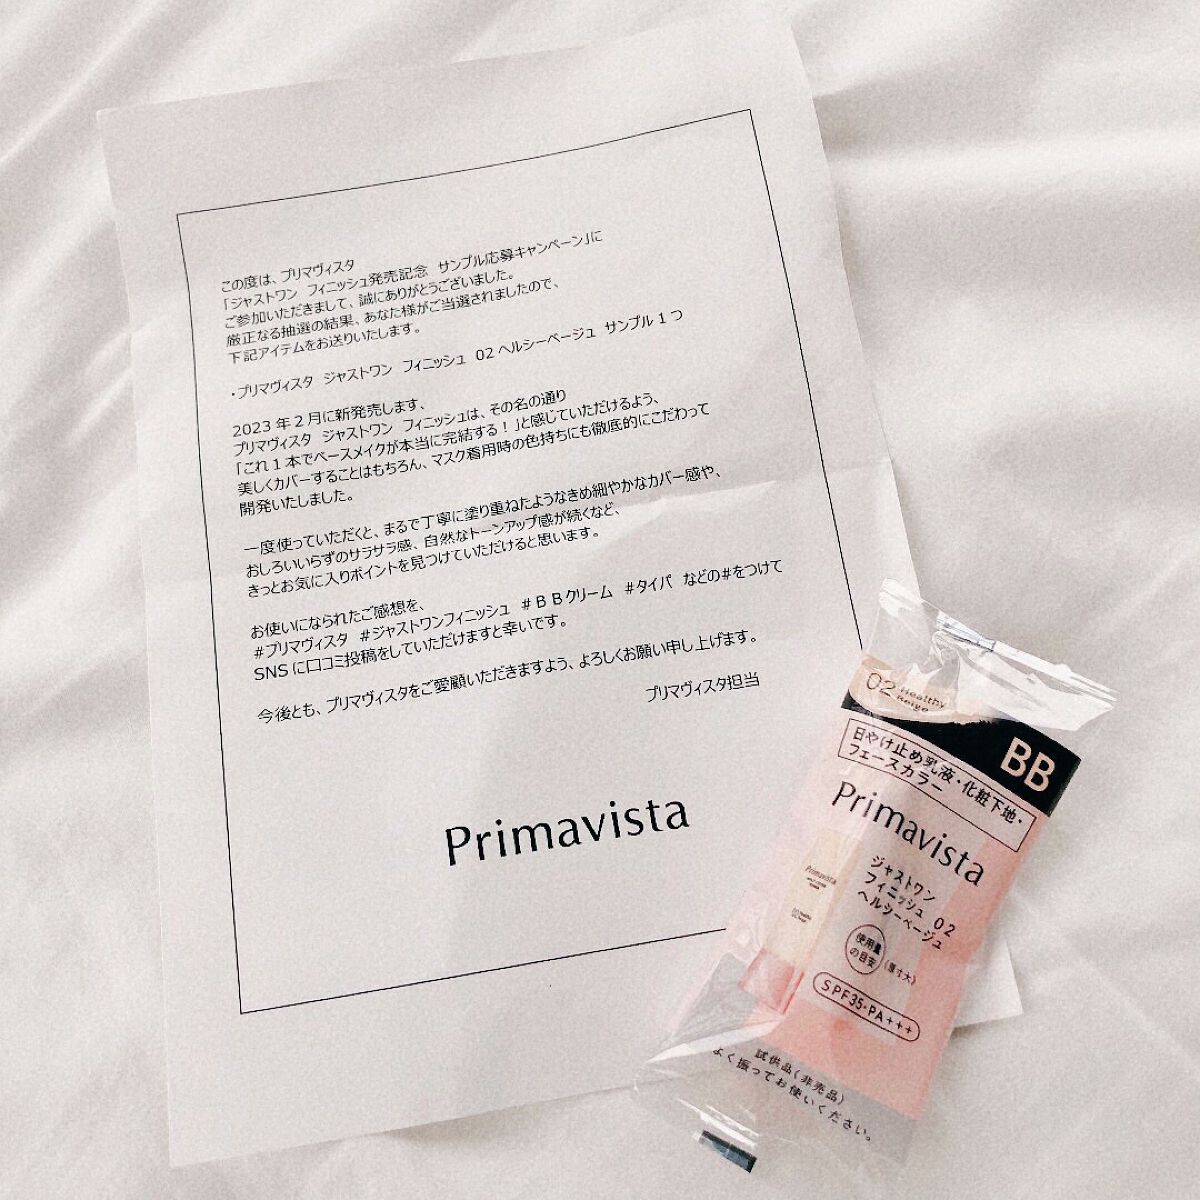 この度は、プリマヴィスタ
「ジャストワン　フィニッシュ発売記念　サンプル応募キャンペーン」に
ご参加いただきまして、誠にありがとうございました。
厳正なる抽選の結果、あなた様がご当選されましたので、
下記アイテムをお送りいたします。
・プリマヴィスタ　ジャストワン　フィニッシュ　02 ヘルシーベージュ　サンプル 1 つ
2023 年 2 月に新発売します、
プリマヴィスタ　ジャストワン　フィニッシュは、その名の通り
「これ 1 本でベースメイクが本当に完結する！」と感じていただけるよう、
美しくカバーすることはもちろん、マスク着用時の色持ちにも徹底的にこだわって
開発いたしました。
一度使っていただくと、まるで丁寧に塗り重ねたようなきめ細やかなカバー感や、
おしろいいらずのサラサラ感、自然なトーンアップ感が続くなど、
きっとお気に入りポイントを見つけていただけると思います。
お使いになられたご感想を、
＃プリマヴィスタ　＃ジャストワンフィニッシュ　＃ＢＢクリーム　＃タイパ　などの＃をつけて
SNS に口コミ投稿をしていただけますと幸いです。
今後とも、プリマヴィスタをご愛顧いただきますよう、よろしくお願い申し上げます。
プリマヴィスタ担当
Primavista
02 Healthy
Beige
BB
日やけ止め乳液・化粧下地・
フェースカラー
Primavista
ジャストワン
フィニッシュ 02
ヘルシーベージュ
使用量
の目安
(原寸大)
SPF35・PA+++
試供品(非売品)
よく振ってお使いください。
Primavista